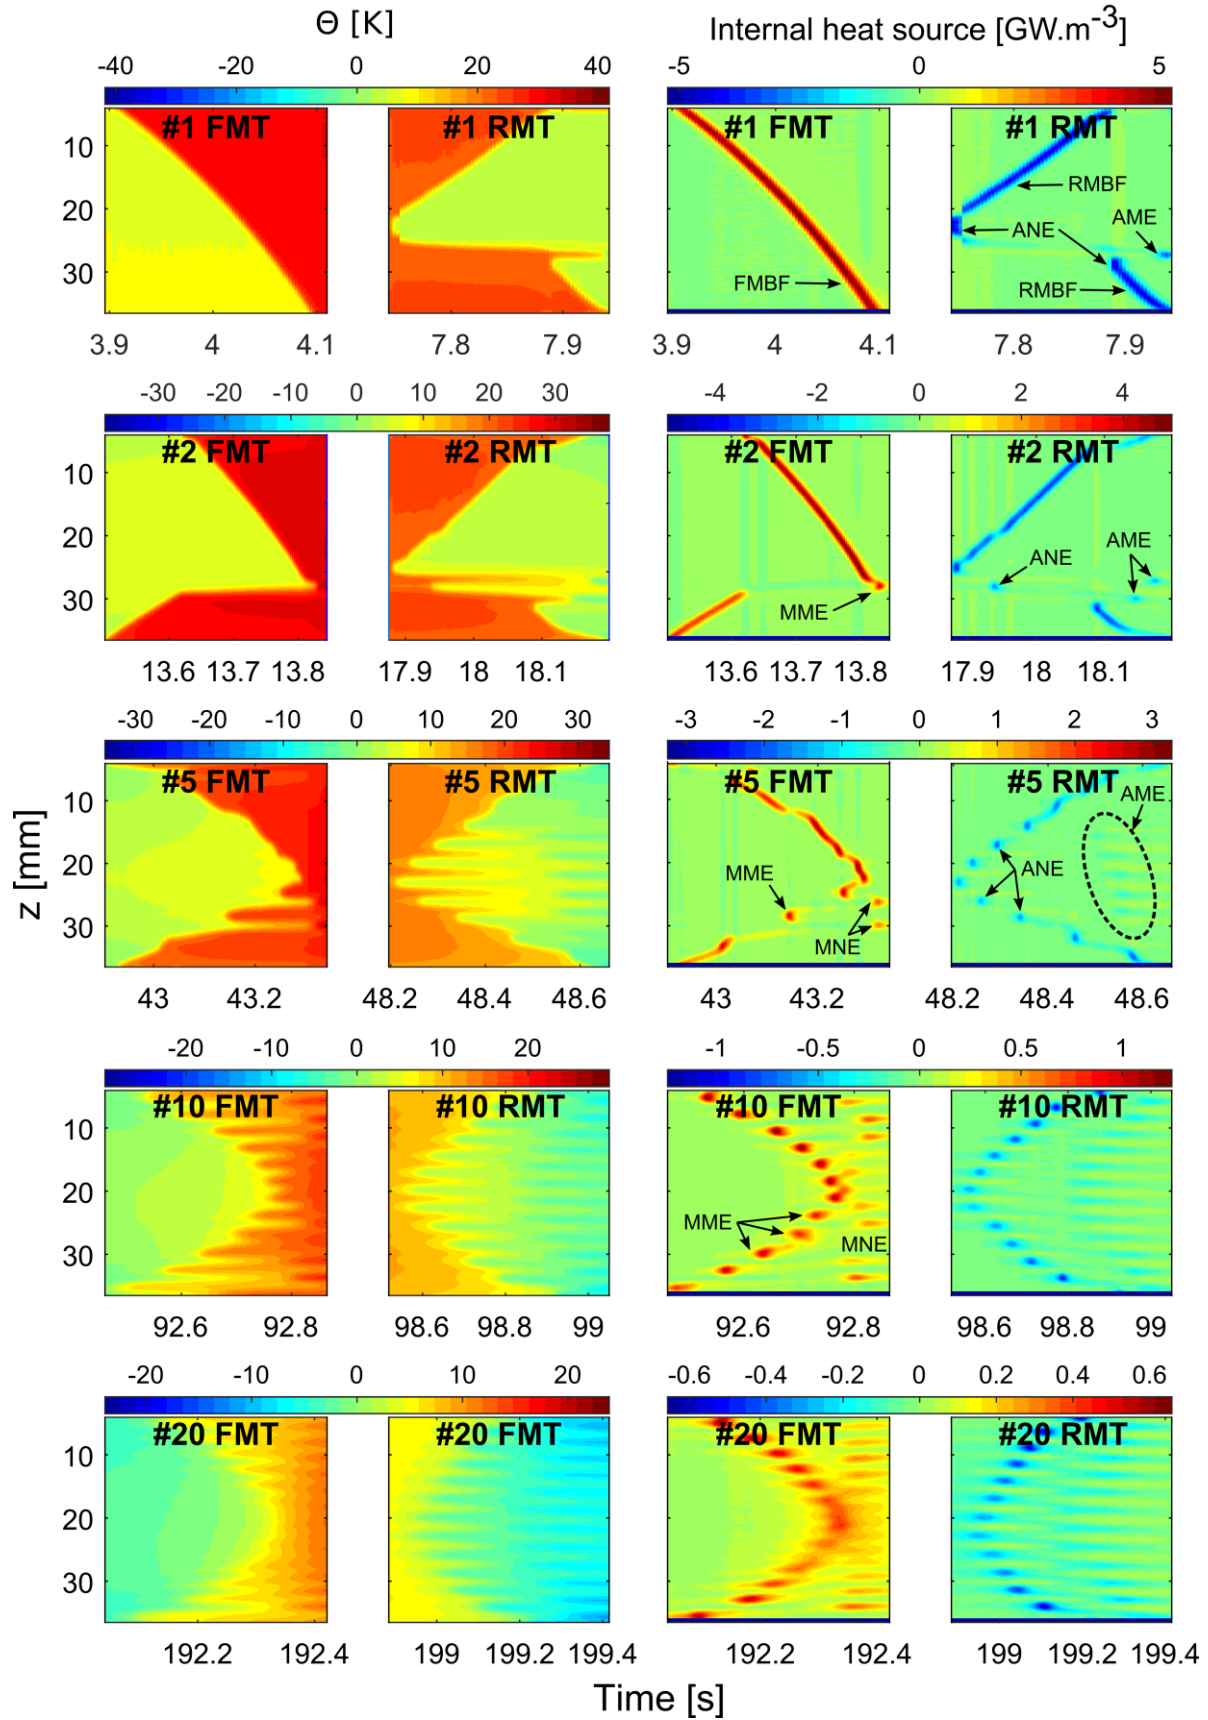 Θ [K]
Internal heat source [GW.m-3]
-40 -20 0 20 40
-5 0 5
#1 FMT
#1 RMT
#1 FMT
#1 RMT
RMBF
AME
ANE
FMBF
RMBF
10
20
30
3.9 4 4.1
7.8 7.9
3.9 4 4.1
7.8 7.9
-30 -20 -10 0 10 20 30
-4 -2 0 2 4
#2 FMT
#2 RMT
#2 FMT
#2 RMT
ANE
AME
MME
10
20
30
13.6 13.7 13.8
17.9 18 18.1
13.6 13.7 13.8
17.9 18 18.1
-30 -20 -10 0 10 20 30
-3 -2 -1 0 1 2 3
#5 FMT
#5 RMT
#5 FMT
#5 RMT
AME
MME
ANE
MNE
10
20
30
z [mm]
43 43.2
48.2 48.4 48.6
43 43.2
48.2 48.4 48.6
-20 -10 0 10 20
-1 -0.5 0 0.5 1
#10 FMT
#10 RMT
#10 FMT
#10 RMT
MME
MNE
10
20
30
92.6 92.8
98.6 98.8 99
92.6 92.8
98.6 98.8 99
-20 -10 0 10 20
-0.6 -0.4 -0.2 0 0.2 0.4 0.6
#20 FMT
#20 FMT
#20 FMT
#20 RMT
10
20
30
192.2 192.4
199 199.2 199.4
192.2 192.4
199 199.2 199.4
Time [s]